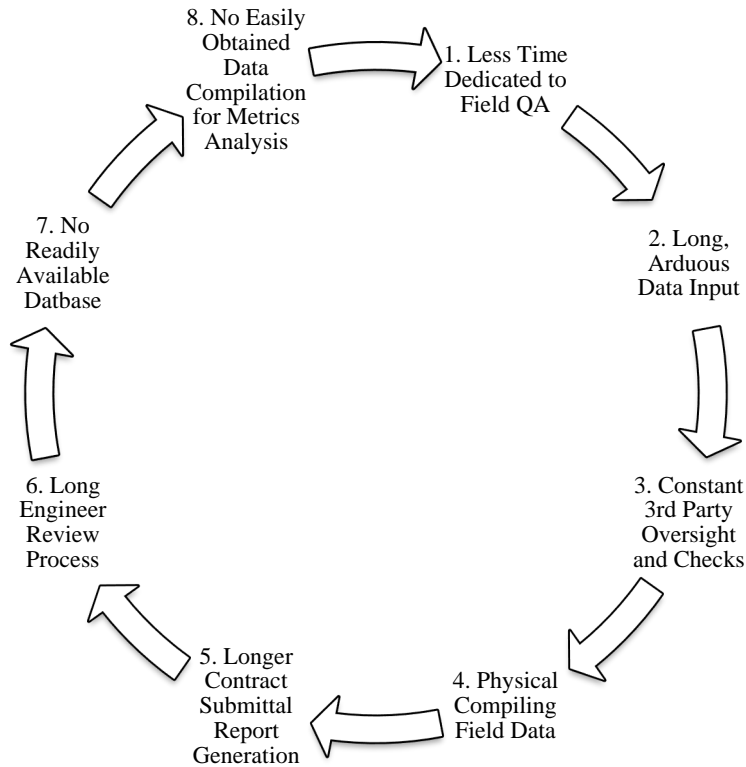 1. Less Time
Dedicated to
Field QA
2. Long,
Arduous
Data Input
3. Constant
3rd Party
Oversight
and Checks
4. Physical
Compiling
Field Data
5. Longer
Contract
Submittal
Report
Generation
6. Long
Engineer
Review
Process
7. No
Readily
Available
Datbase
8. No Easily
Obtained
Data
Compilation
for Metrics
Analysis